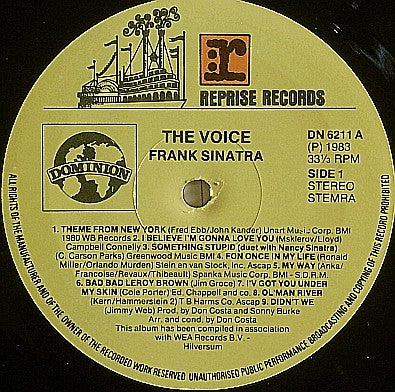 REPRISE RECORDS
r
DOMINION
THE VOICE
FRANK SINATRA
DN 6211 A
(P) 1983
33⅓ RPM
SIDE 1
STEREO
STEMRA
1. THEME FROM NEW YORK (Fred Ebb/John Kander) Unart Music Corp. BMI
1980 WB Records 2. I BELIEVE I'M GONNA LOVE YOU (Msklerov/Lloyd)
Campbell Connelly 3. SOMETHING STUPID (duet with Nancy Sinatra)
(C. Carson Parks) Greenwood Music BMI 4. FON ONCE IN MY LIFE (Ronald
Miller/Orlando Murden) Stein en van Stock, Inc. Ascap 5. MY WAY (Anka/
Francoise/Revaux/Thibeault) Spanka Music Corp. BMI - S.D.R.M.
6. BAD BAD LEROY BROWN (Jim Groce) 7. I'VE GOT YOU UNDER
MY SKIN (Cole Porter) Ed. Chappell and co. 8. OL'MAN RIVER
(Kern/Hammerstein 2) T B Harms Co. Ascap 9. DIDN'T WE
(Jimmy Web) Prod. by Don Costa and Sonny Burke
Arr. and cond. by Don Costa
This album has been compiled in association
with WEA Records B.V. -
Hilversum
ALL RIGHTS OF THE MANUFACTURER AND OF THE OWNER OF THE RECORDED WORK RESERVED UNAUTHORISED PUBLIC PERFORMANCE BROADCASTING AND COPYING OF THIS RECORD PROHIBITED